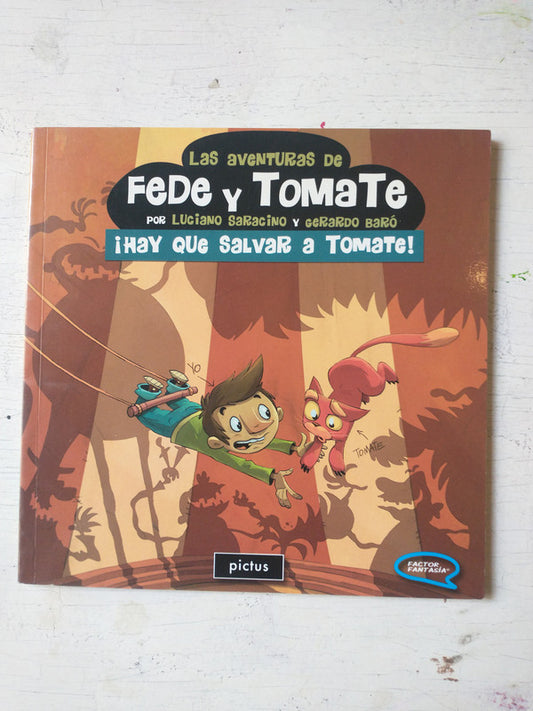 Las aventuras de
Fede y Tomate
por Luciano Saracino y Gerardo Baró
¡Hay que salvar a Tomate!
YO
TOMATE
pictus
FACTOR
FANTASÍA®